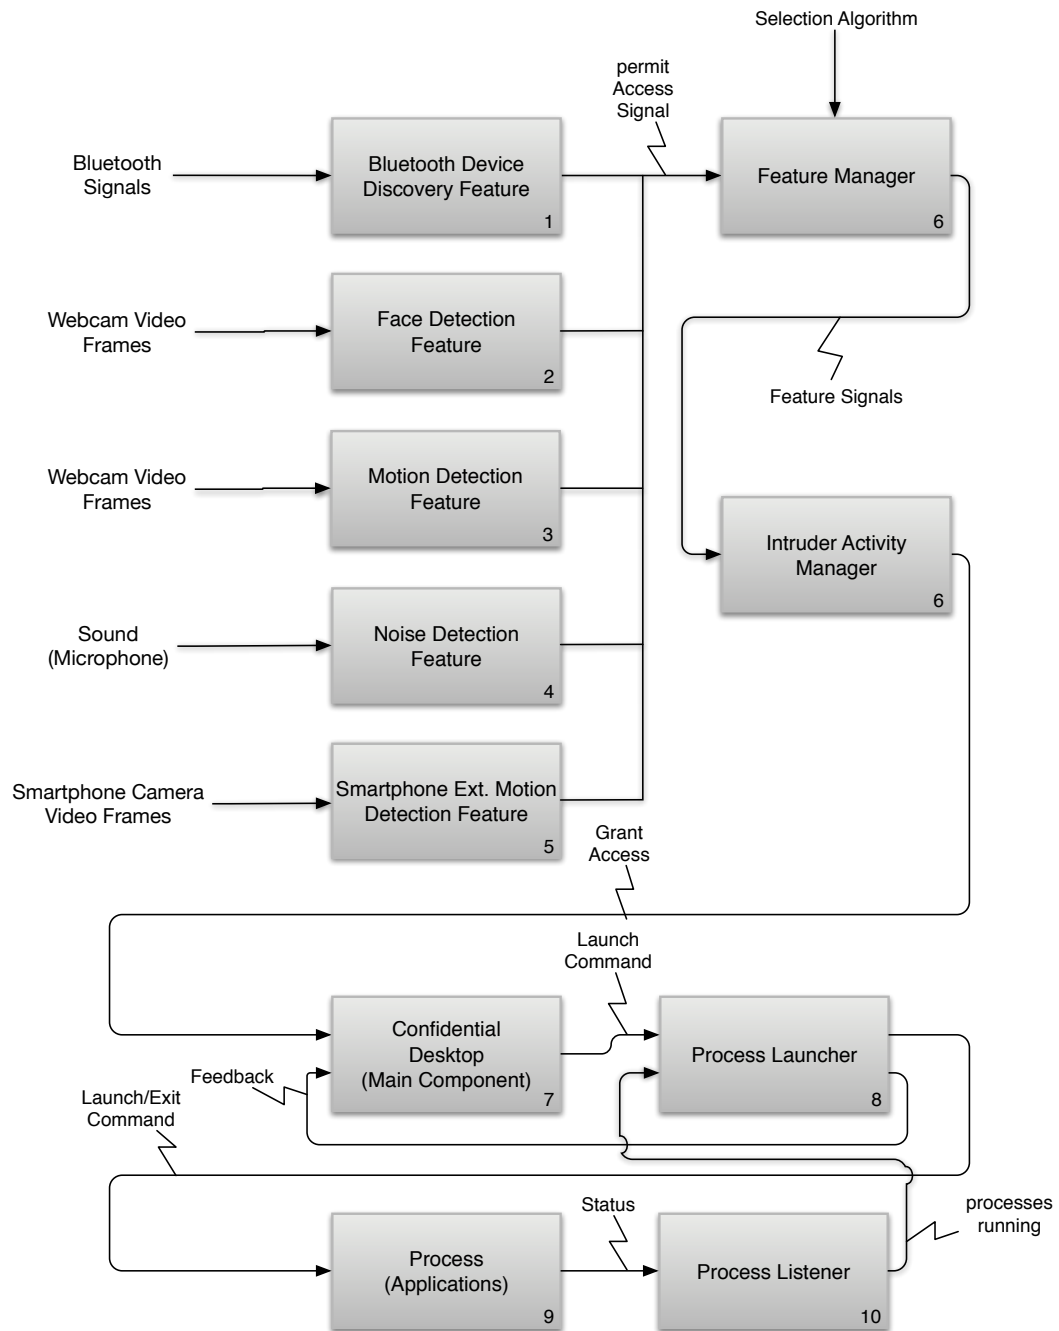 Selection Algorithm
permit
Access
Signal
Bluetooth
Signals
Bluetooth Device
Discovery Feature
1
Feature Manager
6
Webcam Video
Frames
Face Detection
Feature
2
Feature Signals
Webcam Video
Frames
Motion Detection
Feature
3
Intruder Activity
Manager
6
Sound
(Microphone)
Noise Detection
Feature
4
Smartphone Camera
Video Frames
Smartphone Ext. Motion
Detection Feature
5
Grant
Access
Launch
Command
Confidential
Desktop
(Main Component)
7
Process Launcher
8
Feedback
Launch/Exit
Command
Status
processes
running
Process
(Applications)
9
Process Listener
10